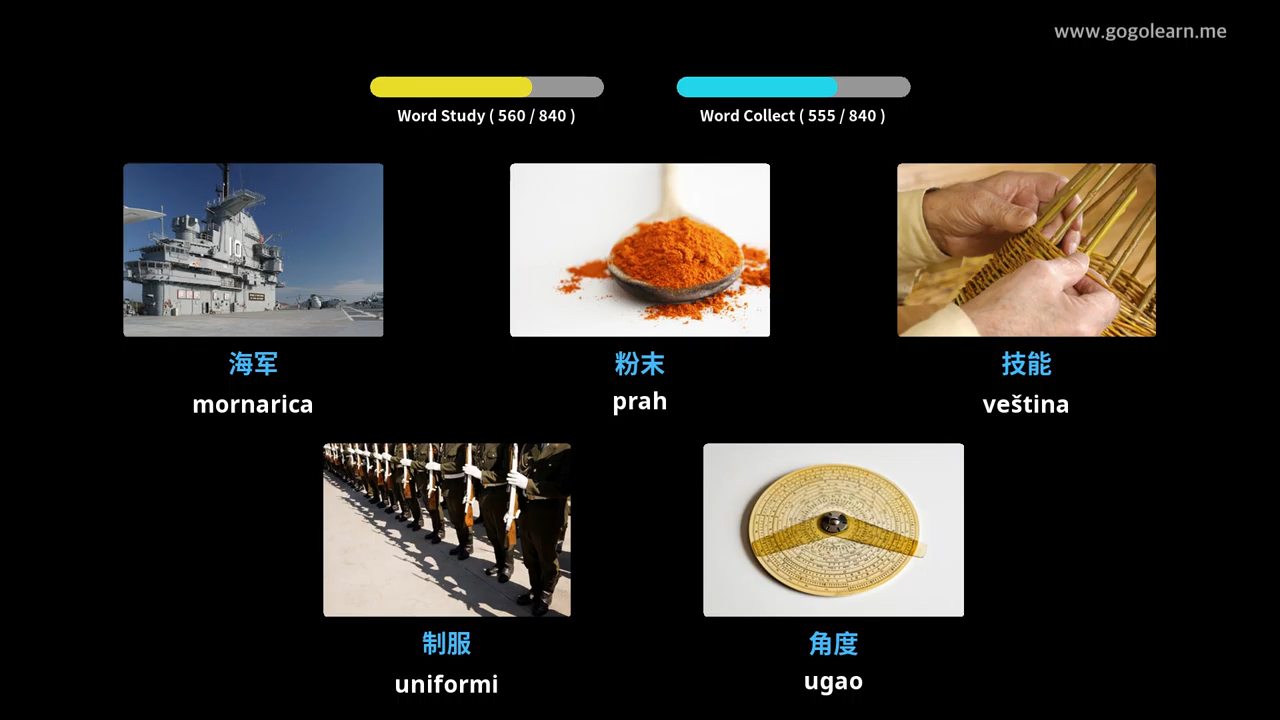 www.gogolearn.me
Word Study ( 560 / 840 )
Word Collect ( 555 / 840 )
10
海军
mornarica
粉末
prah
技能
veština
制服
uniformi
角度
ugao